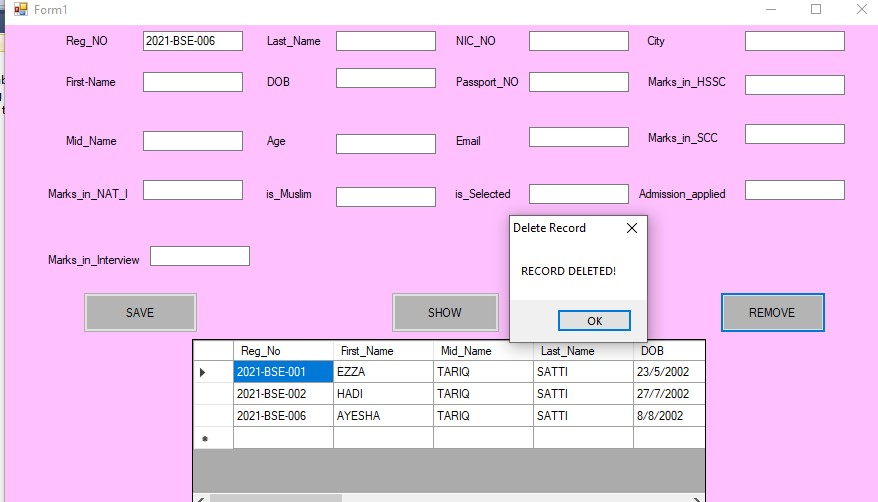 Form1
Reg_NO 2021-BSE-006 Last_Name NIC_NO City
First-Name DOB Passport_NO Marks_in_HSSC
Mid_Name Age Email Marks_in_SCC
Marks_in_NAT_I is_Muslim is_Selected Admission_applied
Delete Record
RECORD DELETED!
OK
Marks_in_Interview
SAVE SHOW REMOVE
Reg_No First_Name Mid_Name Last_Name DOB
2021-BSE-001 EZZA TARIQ SATTI 23/5/2002
2021-BSE-002 HADI TARIQ SATTI 27/7/2002
2021-BSE-006 AYESHA TARIQ SATTI 8/8/2002